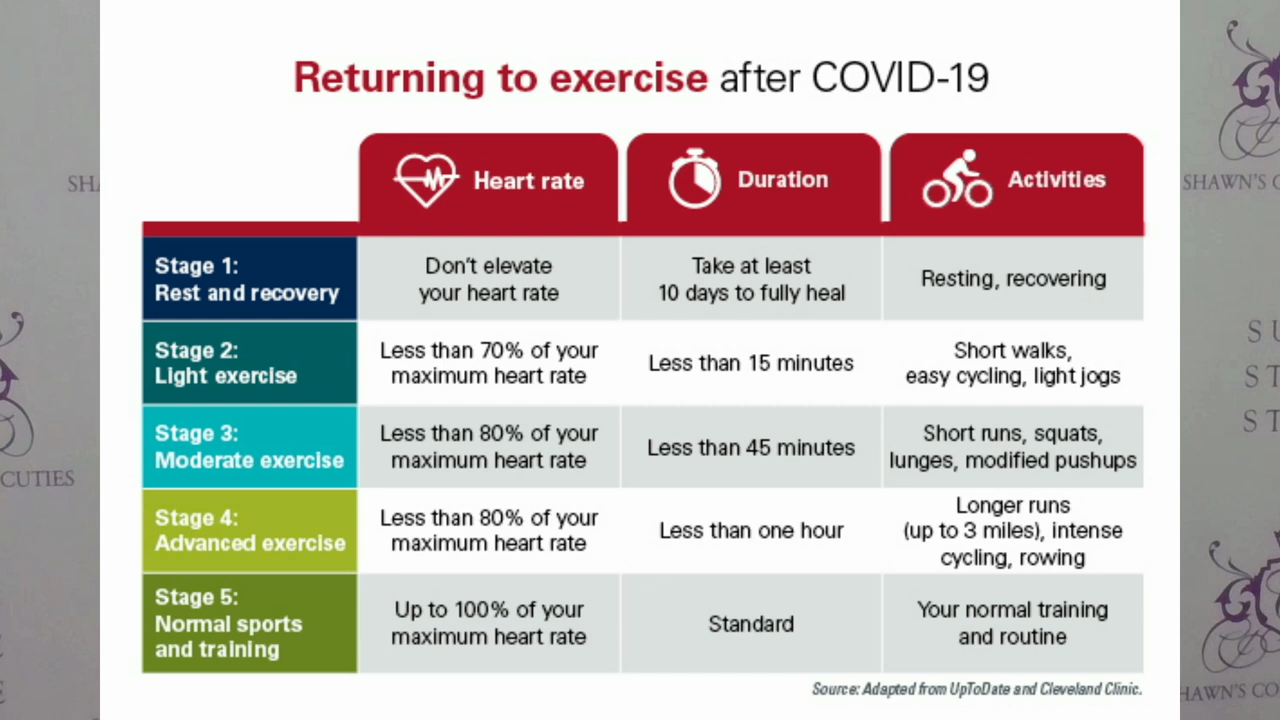 Returning to exercise after COVID-19
Heart rate
Duration
Activities
Stage 1:
Rest and recovery
Don't elevate
your heart rate
Take at least
10 days to fully heal
Resting, recovering
Stage 2:
Light exercise
Less than 70% of your
maximum heart rate
Less than 15 minutes
Short walks,
easy cycling, light jogs
Stage 3:
Moderate exercise
Less than 80% of your
maximum heart rate
Less than 45 minutes
Short runs, squats,
lunges, modified pushups
Stage 4:
Advanced exercise
Less than 80% of your
maximum heart rate
Less than one hour
Longer runs
(up to 3 miles), intense
cycling, rowing
Stage 5:
Normal sports
and training
Up to 100% of your
maximum heart rate
Standard
Your normal training
and routine
Source: Adapted from UpToDate and Cleveland Clinic.
CUTIES
SHAWN'S